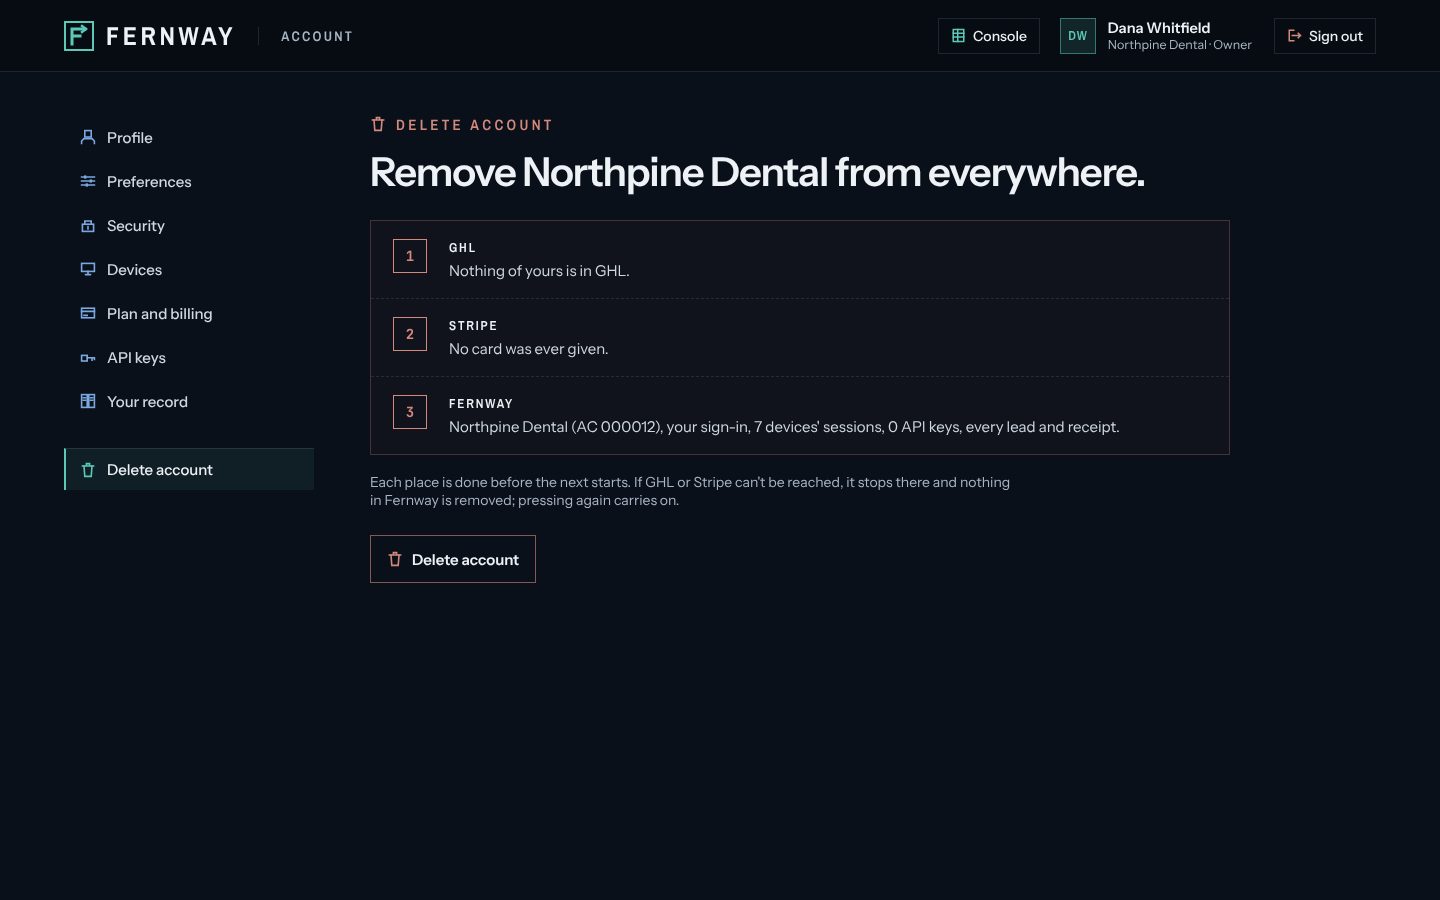 FERNWAY
ACCOUNT
Console
DW
Dana Whitfield
Northpine Dental · Owner
Sign out
Profile
Preferences
Security
Devices
Plan and billing
API keys
Your record
Delete account
DELETE ACCOUNT
Remove Northpine Dental from everywhere.
1
GHL
Nothing of yours is in GHL.
2
STRIPE
No card was ever given.
3
FERNWAY
Northpine Dental (AC 000012), your sign-in, 7 devices' sessions, 0 API keys, every lead and receipt.
Each place is done before the next starts. If GHL or Stripe can't be reached, it stops there and nothing
in Fernway is removed; pressing again carries on.
Delete account